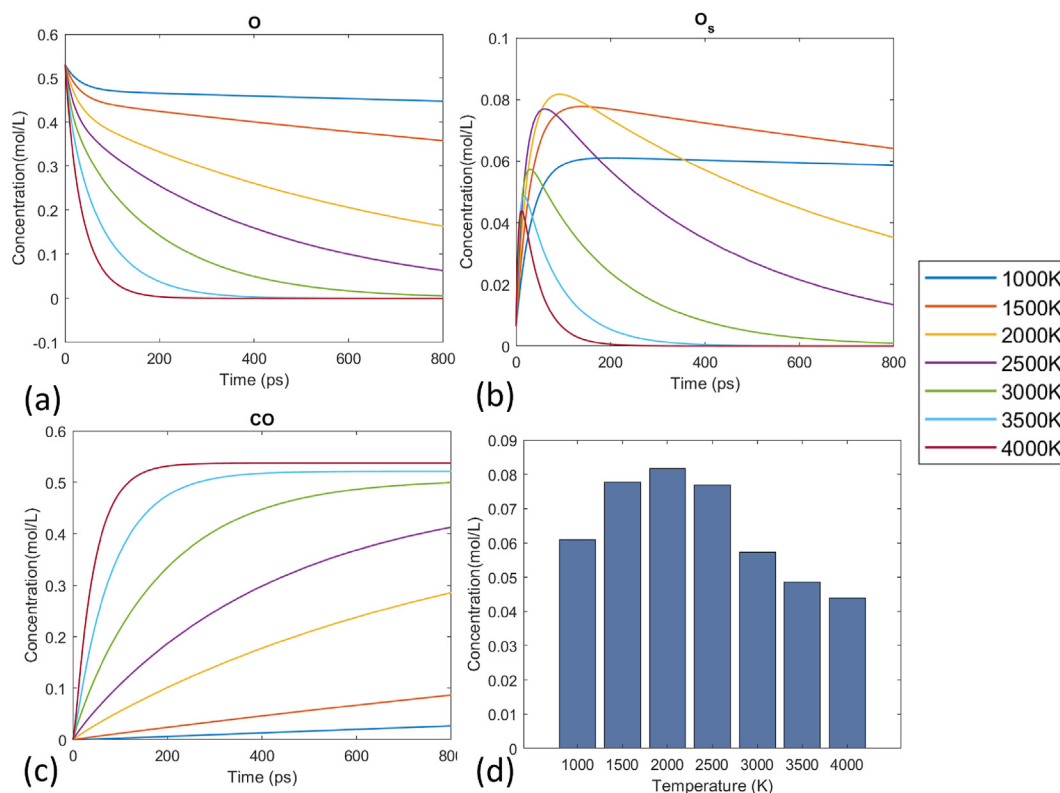 O
Concentration(mol/L)
0.6
0.5
0.4
0.3
0.2
0.1
0
-0.1
0 200 400 600 800
Time (ps)
(a)
O_s
Concentration(mol/L)
0.1
0.08
0.06
0.04
0.02
0
0 200 400 600 800
Time (ps)
(b)
1000K
1500K
2000K
2500K
3000K
3500K
4000K
CO
Concentration(mol/L)
0.6
0.5
0.4
0.3
0.2
0.1
0
0 200 400 600 800
Time (ps)
(c)
Concentration(mol/L)
0.09
0.08
0.07
0.06
0.05
0.04
0.03
0.02
0.01
0
1000 1500 2000 2500 3000 3500 4000
Temperature (K)
(d)